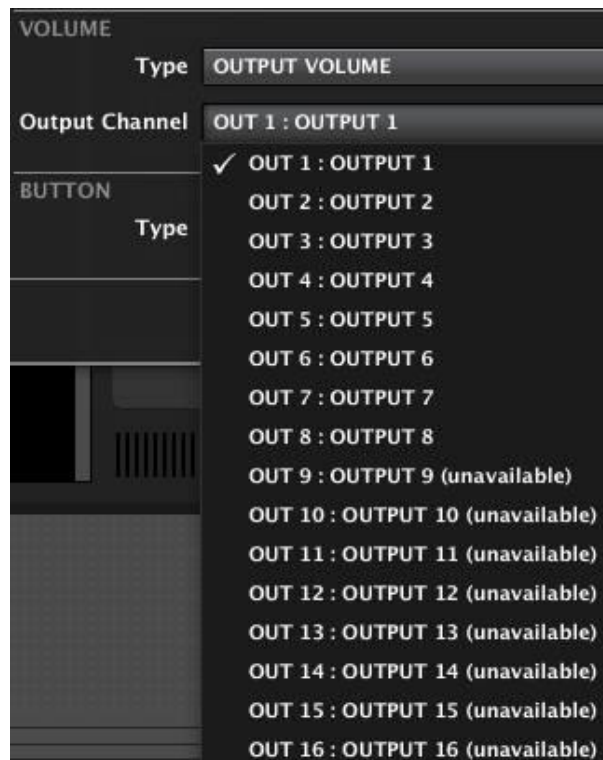 VOLUME
Type OUTPUT VOLUME
Output Channel OUT 1 : OUTPUT 1
✓ OUT 1 : OUTPUT 1
BUTTON
OUT 2 : OUTPUT 2
Type
OUT 3 : OUTPUT 3
OUT 4 : OUTPUT 4
OUT 5 : OUTPUT 5
OUT 6 : OUTPUT 6
OUT 7 : OUTPUT 7
OUT 8 : OUTPUT 8
OUT 9 : OUTPUT 9 (unavailable)
OUT 10 : OUTPUT 10 (unavailable)
OUT 11 : OUTPUT 11 (unavailable)
OUT 12 : OUTPUT 12 (unavailable)
OUT 13 : OUTPUT 13 (unavailable)
OUT 14 : OUTPUT 14 (unavailable)
OUT 15 : OUTPUT 15 (unavailable)
OUT 16 : OUTPUT 16 (unavailable)